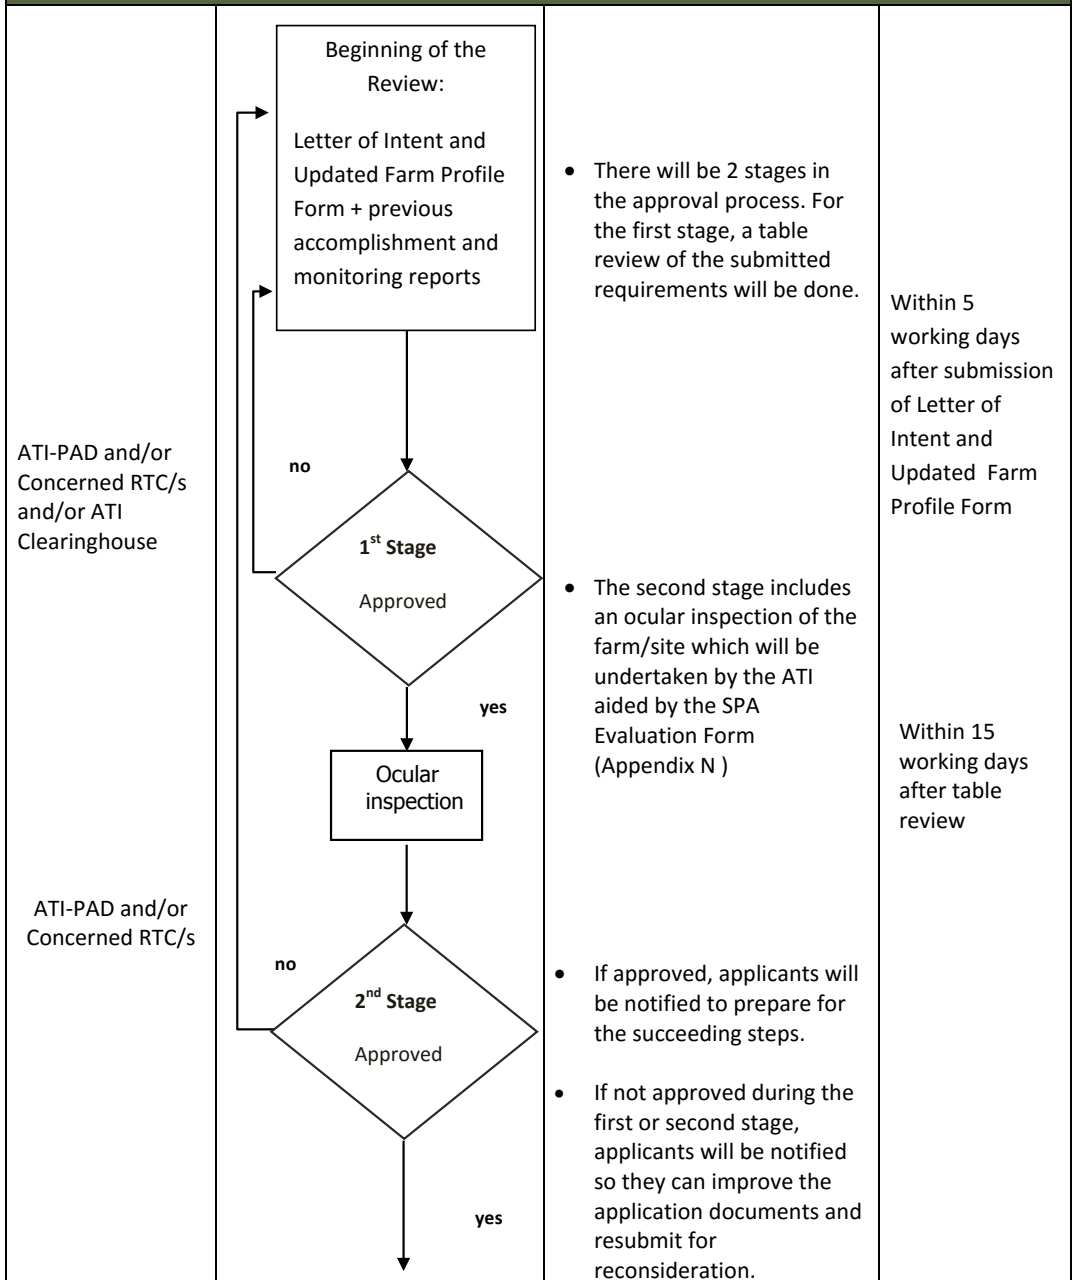 ATI-PAD and/or
Concerned RTC/s
and/or ATI
Clearinghouse
ATI-PAD and/or
Concerned RTC/s
Beginning of the
Review:
Letter of Intent and
Updated Farm Profile
Form + previous
accomplishment and
monitoring reports
no
1st Stage
Approved
yes
Ocular
inspection
no
2nd Stage
Approved
yes
• There will be 2 stages in
the approval process. For
the first stage, a table
review of the submitted
requirements will be done.
• The second stage includes
an ocular inspection of the
farm/site which will be
undertaken by the ATI
aided by the SPA
Evaluation Form
(Appendix N )
• If approved, applicants will
be notified to prepare for
the succeeding steps.
• If not approved during the
first or second stage,
applicants will be notified
so they can improve the
application documents and
resubmit for
reconsideration.
Within 5
working days
after submission
of Letter of
Intent and
Updated Farm
Profile Form
Within 15
working days
after table
review